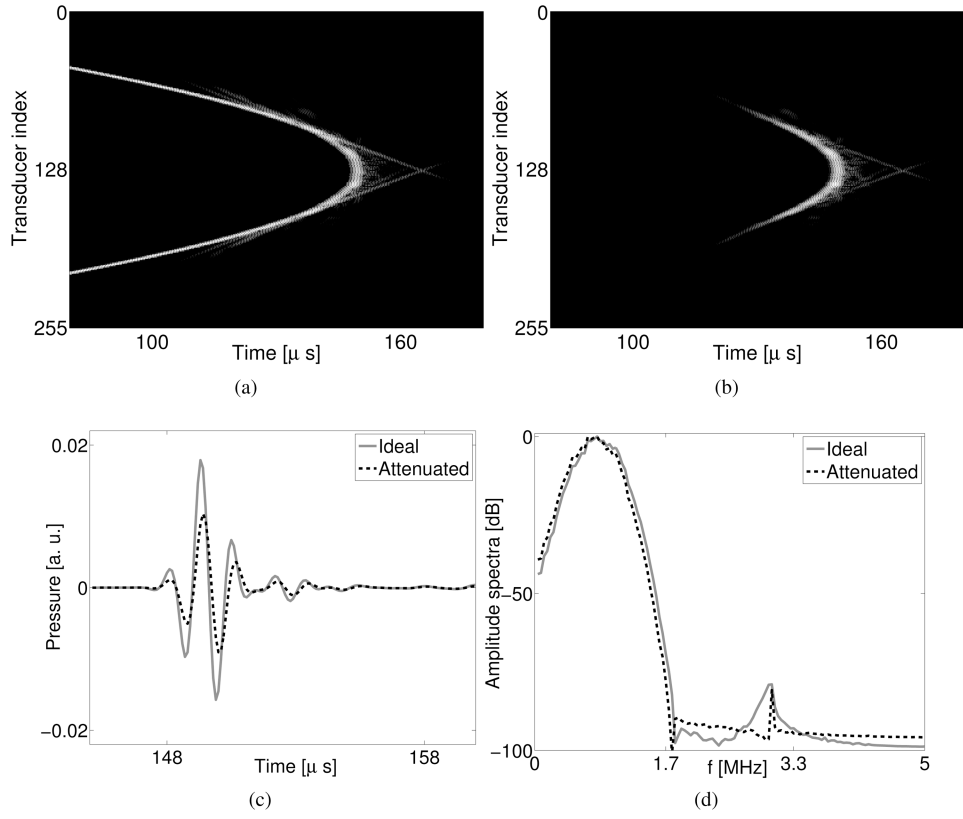 0
128
255
Transducer index
100
160
Time [μ s]
(a)
0
128
255
Transducer index
100
160
Time [μ s]
(b)
0.02
0
−0.02
Pressure [a. u.]
Ideal
Attenuated
148
158
Time [μ s]
(c)
0
−50
−100
Amplitude spectra [dB]
Ideal
Attenuated
0
1.7
3.3
5
f [MHz]
(d)